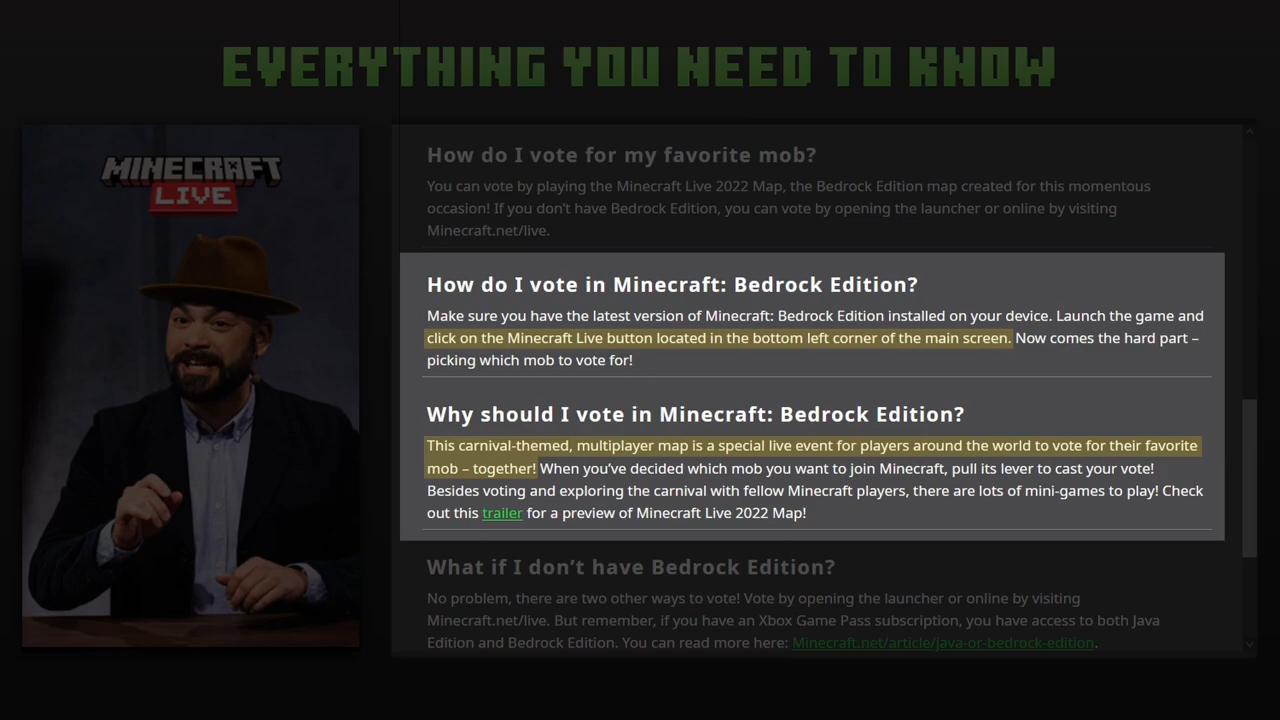 EVERYTHING YOU NEED TO KNOW
MINECRAFT
LIVE
How do I vote for my favorite mob?
You can vote by playing the Minecraft Live 2022 Map, the Bedrock Edition map created for this momentous
occasion! If you don't have Bedrock Edition, you can vote by opening the launcher or online by visiting
Minecraft.net/live.
How do I vote in Minecraft: Bedrock Edition?
Make sure you have the latest version of Minecraft: Bedrock Edition installed on your device. Launch the game and
click on the Minecraft Live button located in the bottom left corner of the main screen. Now comes the hard part –
picking which mob to vote for!
Why should I vote in Minecraft: Bedrock Edition?
This carnival-themed, multiplayer map is a special live event for players around the world to vote for their favorite
mob – together! When you've decided which mob you want to join Minecraft, pull its lever to cast your vote!
Besides voting and exploring the carnival with fellow Minecraft players, there are lots of mini-games to play! Check
out this trailer for a preview of Minecraft Live 2022 Map!
What if I don't have Bedrock Edition?
No problem, there are two other ways to vote! Vote by opening the launcher or online by visiting
Minecraft.net/live. But remember, if you have an Xbox Game Pass subscription, you have access to both Java
Edition and Bedrock Edition. You can read more here: Minecraft.net/article/java-or-bedrock-edition.